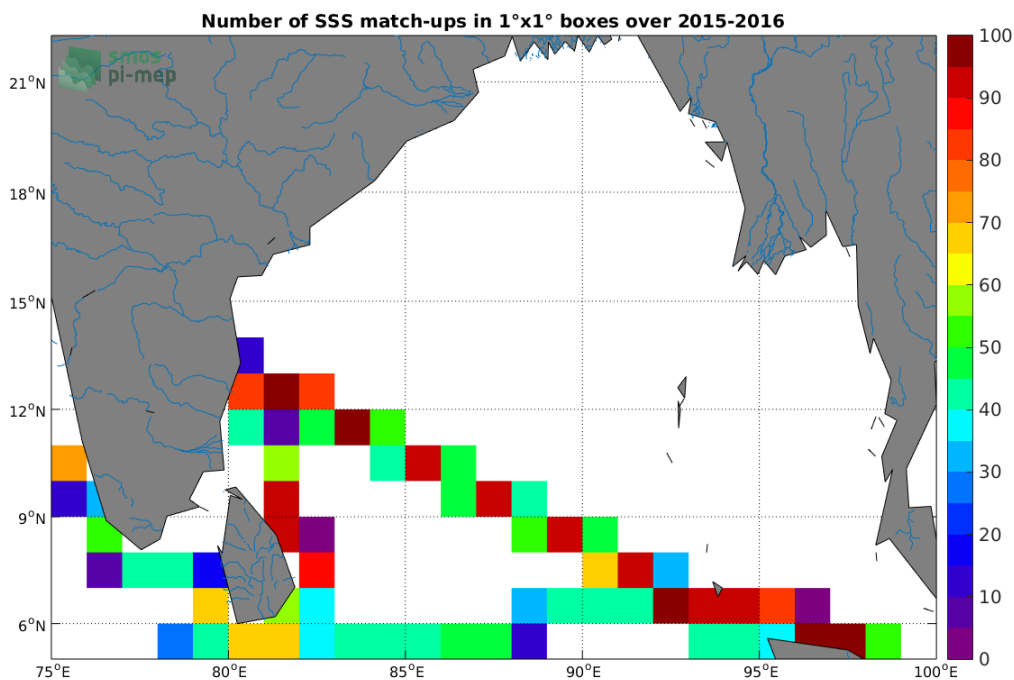 Number of SSS match-ups in 1°x1° boxes over 2015-2016
smos
pi-mep
21°N
18°N
15°N
12°N
9°N
6°N
75°E
80°E
85°E
90°E
95°E
100°E
100
90
80
70
60
50
40
30
20
10
0